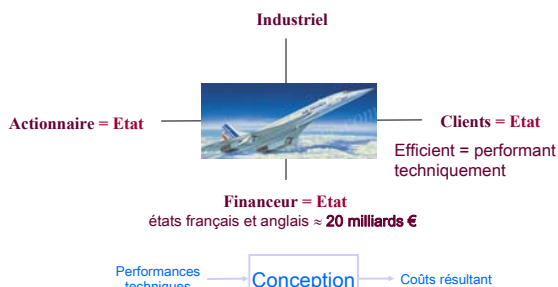 Industriel
Actionnaire = Etat
Clients = Etat
Efficient = performant
techniquement
Financeur = Etat
états français et anglais ≈ 20 milliards €
Performances
techniques
Conception
Coûts résultant